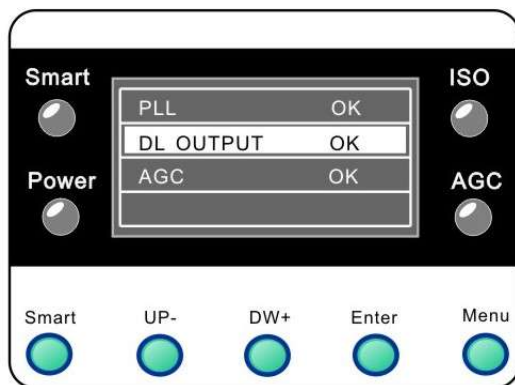 Smart ISO
PLL OK
DL OUTPUT OK
AGC OK
Power AGC
Smart UP- DW+ Enter Menu